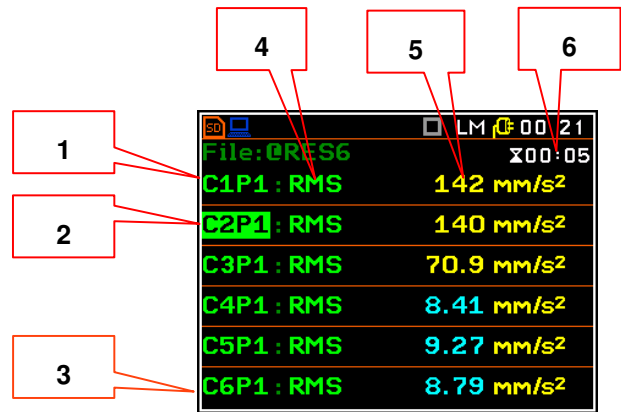 4 5 6
SD LM 00 21
1 File:@RES6 00:05
C1P1: RMS 142 mm/s²
2 C2P1: RMS 140 mm/s²
C3P1: RMS 70.9 mm/s²
C4P1: RMS 8.41 mm/s²
C5P1: RMS 9.27 mm/s²
3 C6P1: RMS 8.79 mm/s²